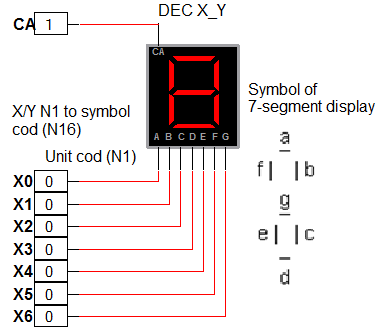 DEC X_Y
CA 1
CA
X/Y N1 to symbol
cod (N16)
Symbol of
7-segment display
A B C D E F G
Unit cod (N1)
X0 0
X1 0
X2 0
X3 0
X4 0
X5 0
X6 0
a
f b
g
e c
d